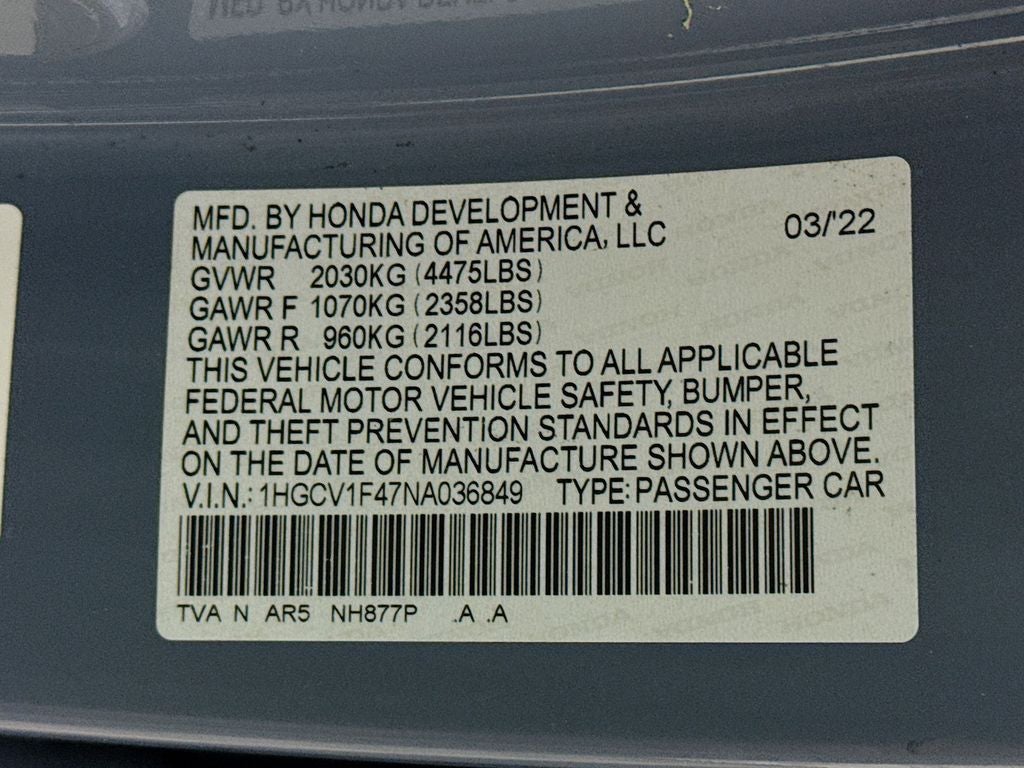 MFD. BY HONDA DEVELOPMENT &
MANUFACTURING OF AMERICA, LLC
03/'22
GVWR 2030KG (4475LBS)
GAWR F 1070KG (2358LBS)
GAWR R 960KG (2116LBS)
THIS VEHICLE CONFORMS TO ALL APPLICABLE
FEDERAL MOTOR VEHICLE SAFETY, BUMPER,
AND THEFT PREVENTION STANDARDS IN EFFECT
ON THE DATE OF MANUFACTURE SHOWN ABOVE.
V.I.N.: 1HGCV1F47NA036849 TYPE: PASSENGER CAR
TVA N AR5 NH877P .A .A